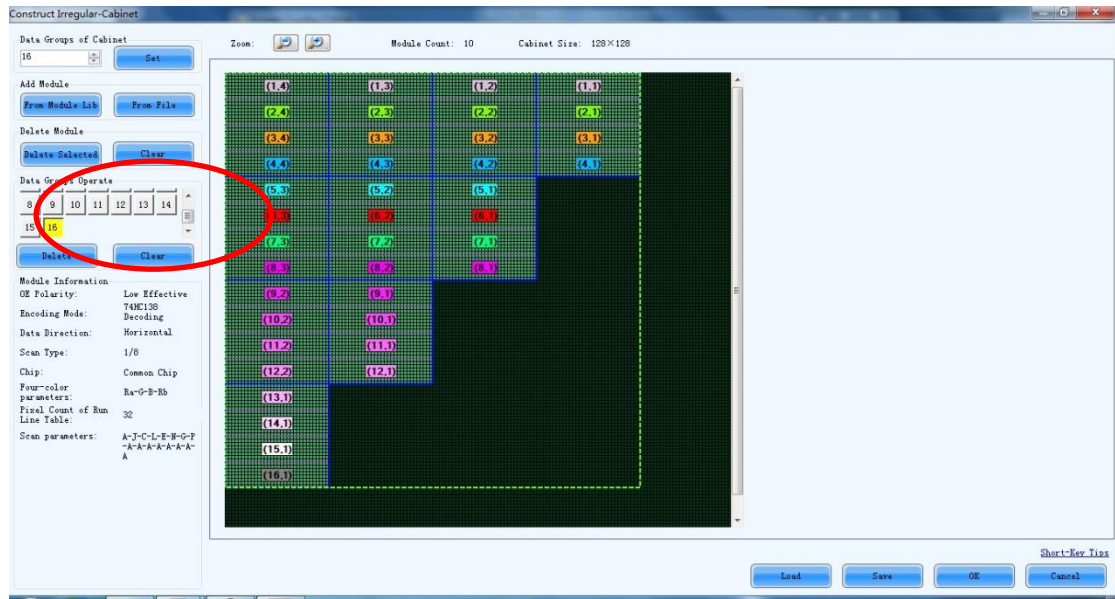 Construct Irregular-Cabinet
Data Groups of Cabinet
16
Set
Zoom:
Module Count: 10
Cabinet Size: 128×128
Add Module
From Module Lib
From File
Delete Module
Delete Selected
Clear
Data Groups Operate
8 9 10 11 12 13 14
15 16
Delete
Clear
Module Information
OE Polarity: Low Effective
Encoding Mode: 74HC138 Decoding
Data Direction: Horizontal
Scan Type: 1/8
Chip: Common Chip
Four-color parameters: Ra-G-B-Rb
Pixel Count of Run Line Table: 32
Scan parameters: A-J-C-L-E-N-G-P
-A-A-A-A-A-A-A-
A
(1,4) (1,3) (1,2) (1,1)
(2,4) (2,3) (2,2) (2,1)
(3,4) (3,3) (3,2) (3,1)
(4,4) (4,3) (4,2) (4,1)
(5,3) (5,2) (5,1)
(6,3) (6,2) (6,1)
(7,3) (7,2) (7,1)
(8,3) (8,2) (8,1)
(9,2) (9,1)
(10,2) (10,1)
(11,2) (11,1)
(12,2) (12,1)
(13,1)
(14,1)
(15,1)
(16,1)
Short-Key Tips
Load
Save
OK
Cancel